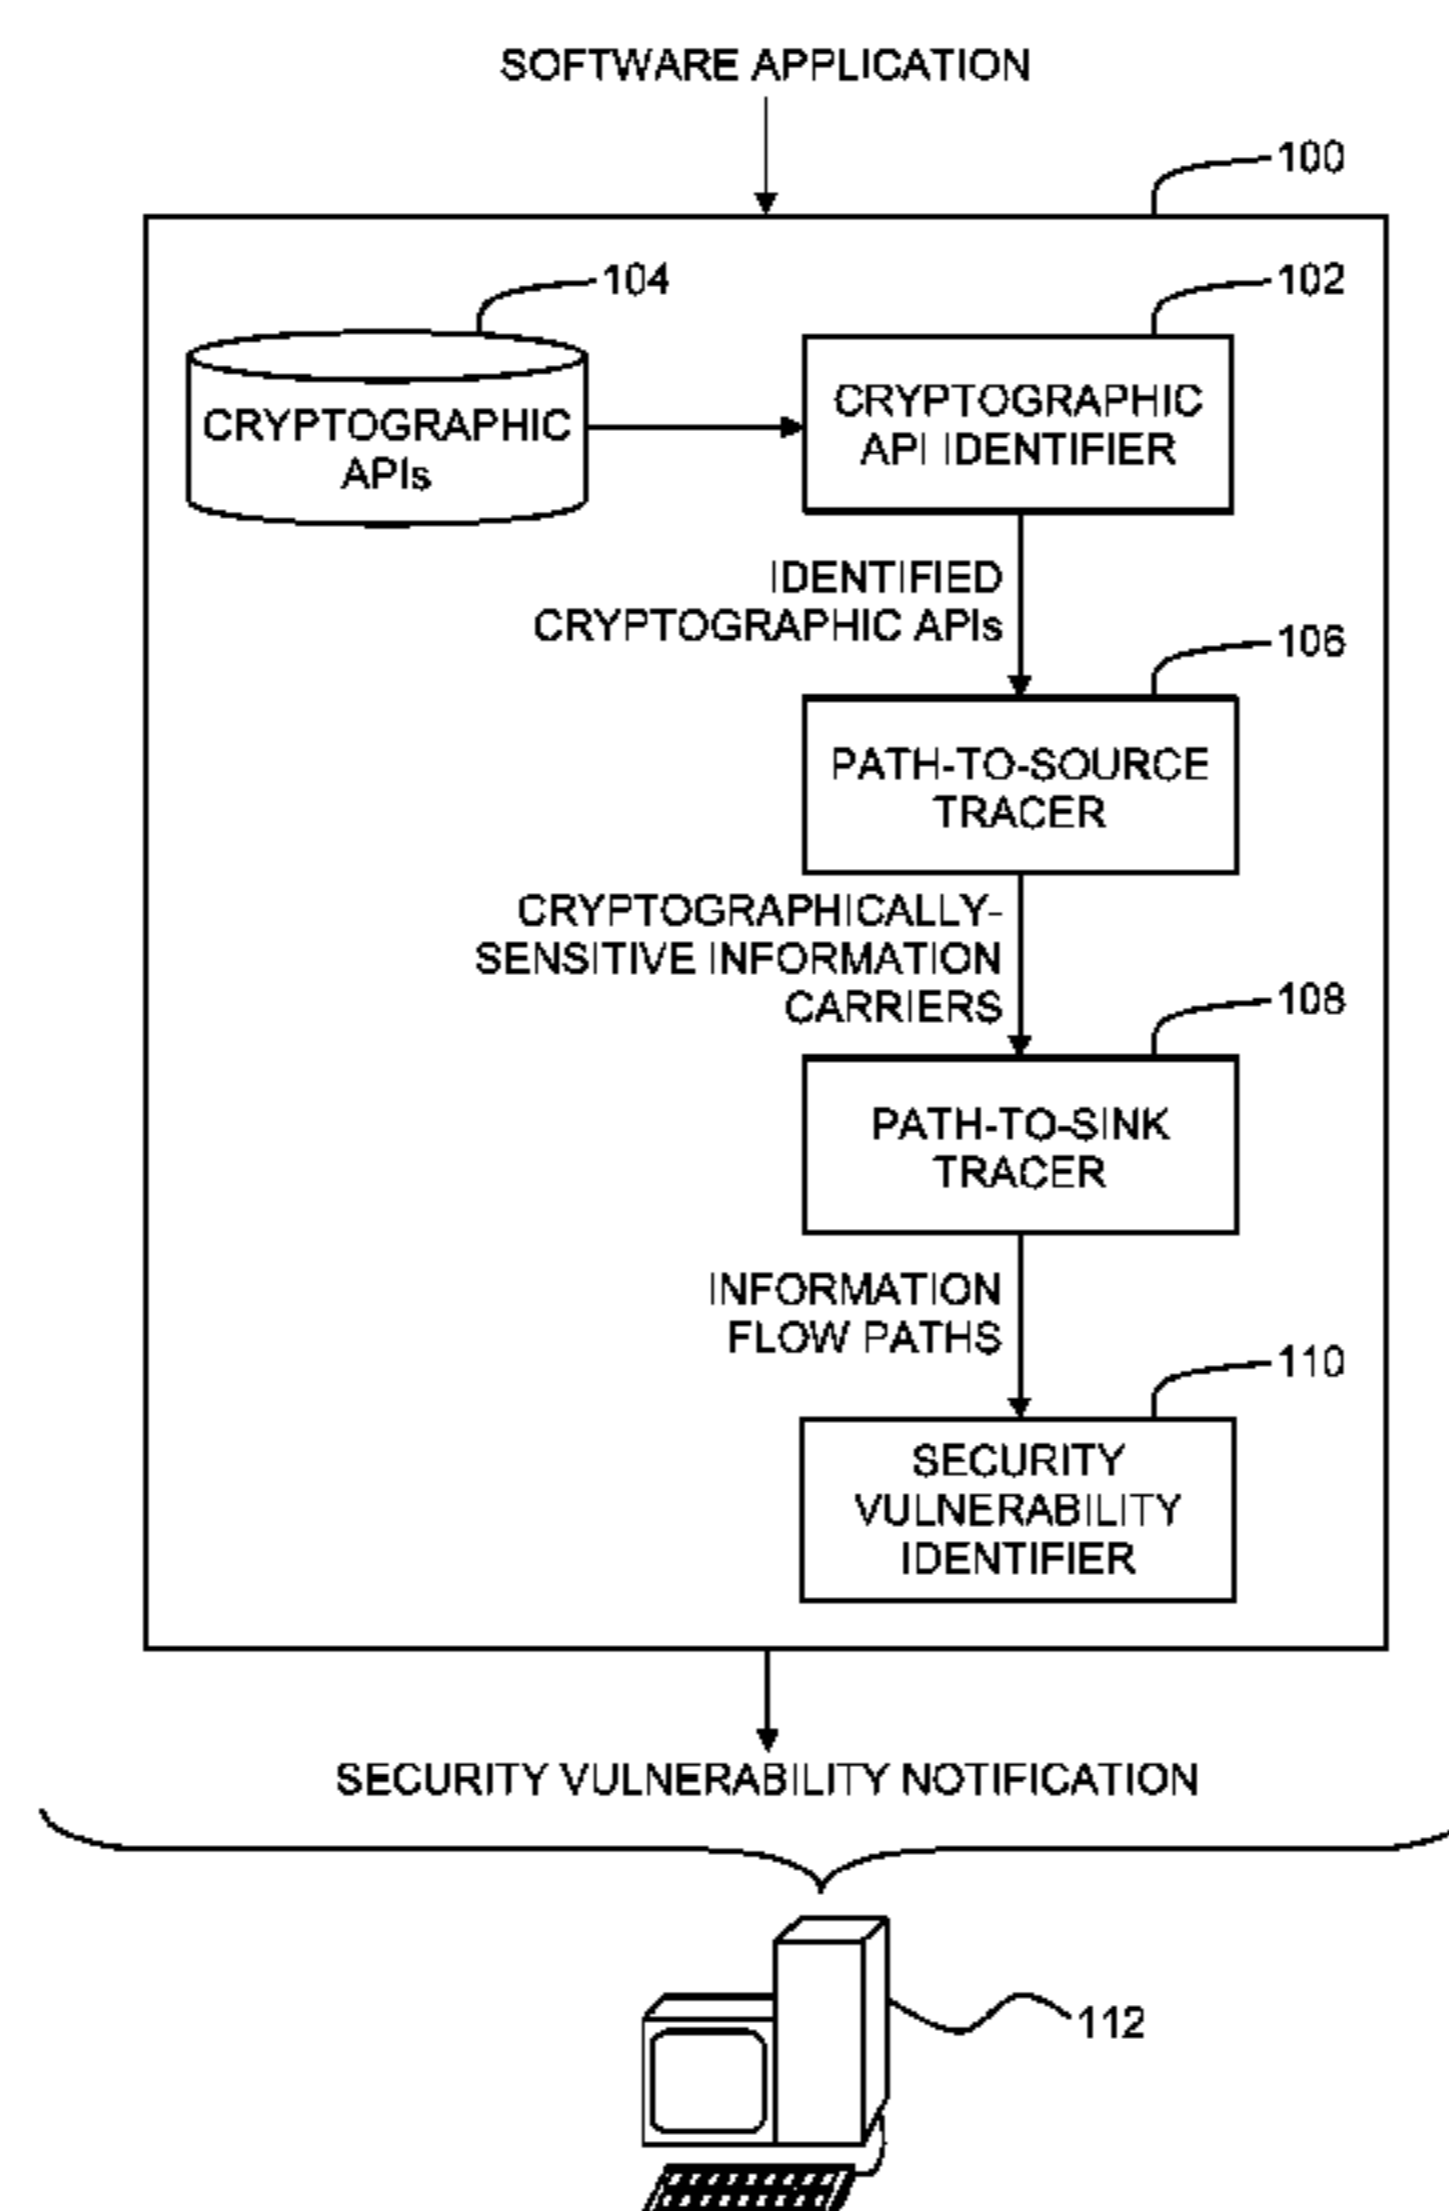 SOFTWARE APPLICATION
100
104
102
CRYPTOGRAPHIC
APIs
CRYPTOGRAPHIC
API IDENTIFIER
IDENTIFIED
CRYPTOGRAPHIC APIs
106
PATH-TO-SOURCE
TRACER
CRYPTOGRAPHICALLY-
SENSITIVE INFORMATION
CARRIERS
108
PATH-TO-SINK
TRACER
INFORMATION
FLOW PATHS
110
SECURITY
VULNERABILITY
IDENTIFIER
SECURITY VULNERABILITY NOTIFICATION
112